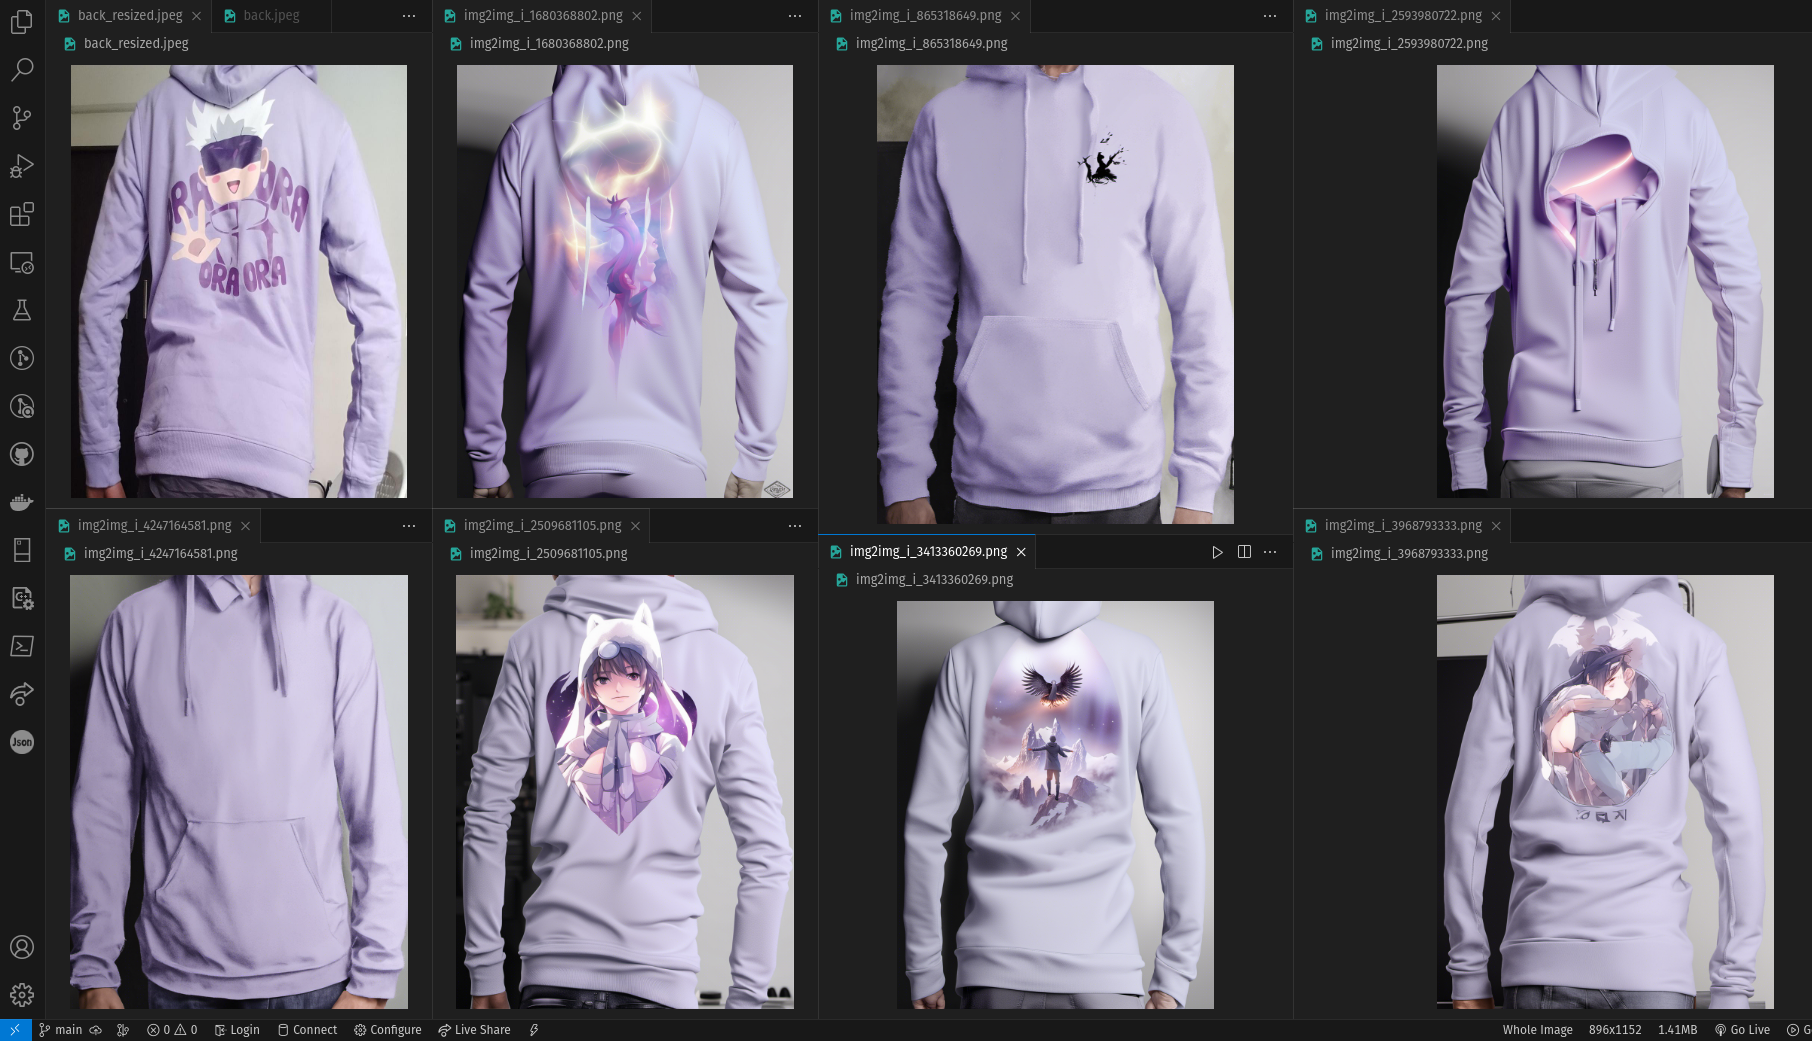 back_resized.jpeg
back.jpeg
back_resized.jpeg
ORA
ORA ORA
img2img_i_1680368802.png
img2img_i_1680368802.png
img2img_i_865318649.png
img2img_i_865318649.png
img2img_i_2593980722.png
img2img_i_2593980722.png
img2img_i_4247164581.png
img2img_i_4247164581.png
img2img_i_2509681105.png
img2img_i_2509681105.png
img2img_i_3413360269.png
img2img_i_3413360269.png
img2img_i_3968793333.png
img2img_i_3968793333.png
Json
main 0 0 Login Connect Configure Live Share Whole Image 896x1152 1.41MB Go Live